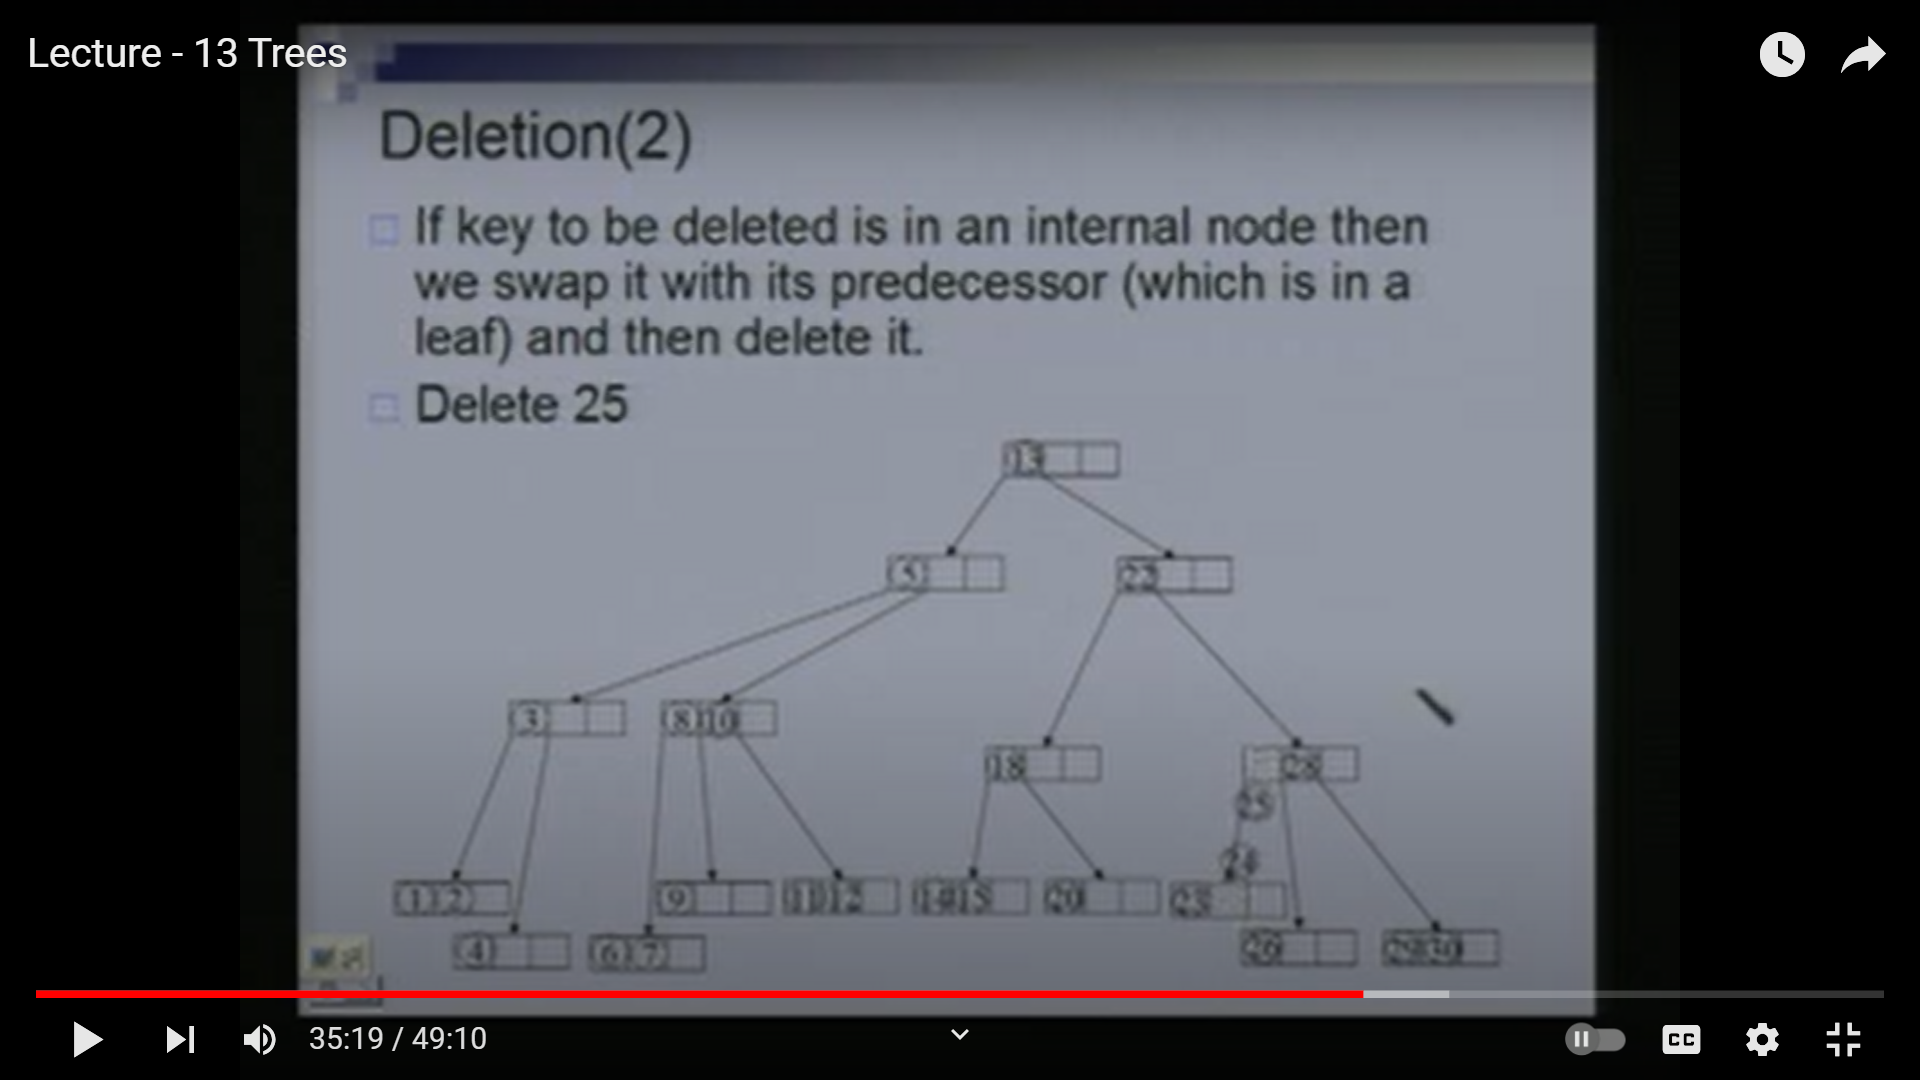 Lecture - 13 Trees
Deletion(2)
If key to be deleted is in an internal node then
we swap it with its predecessor (which is in a
leaf) and then delete it.
Delete 25
13
5 22
3 8 10
18 28
25
24
1 2 9 11 12 14 15 20 23
4 6 7 26 29 30
35:19 / 49:10
CC